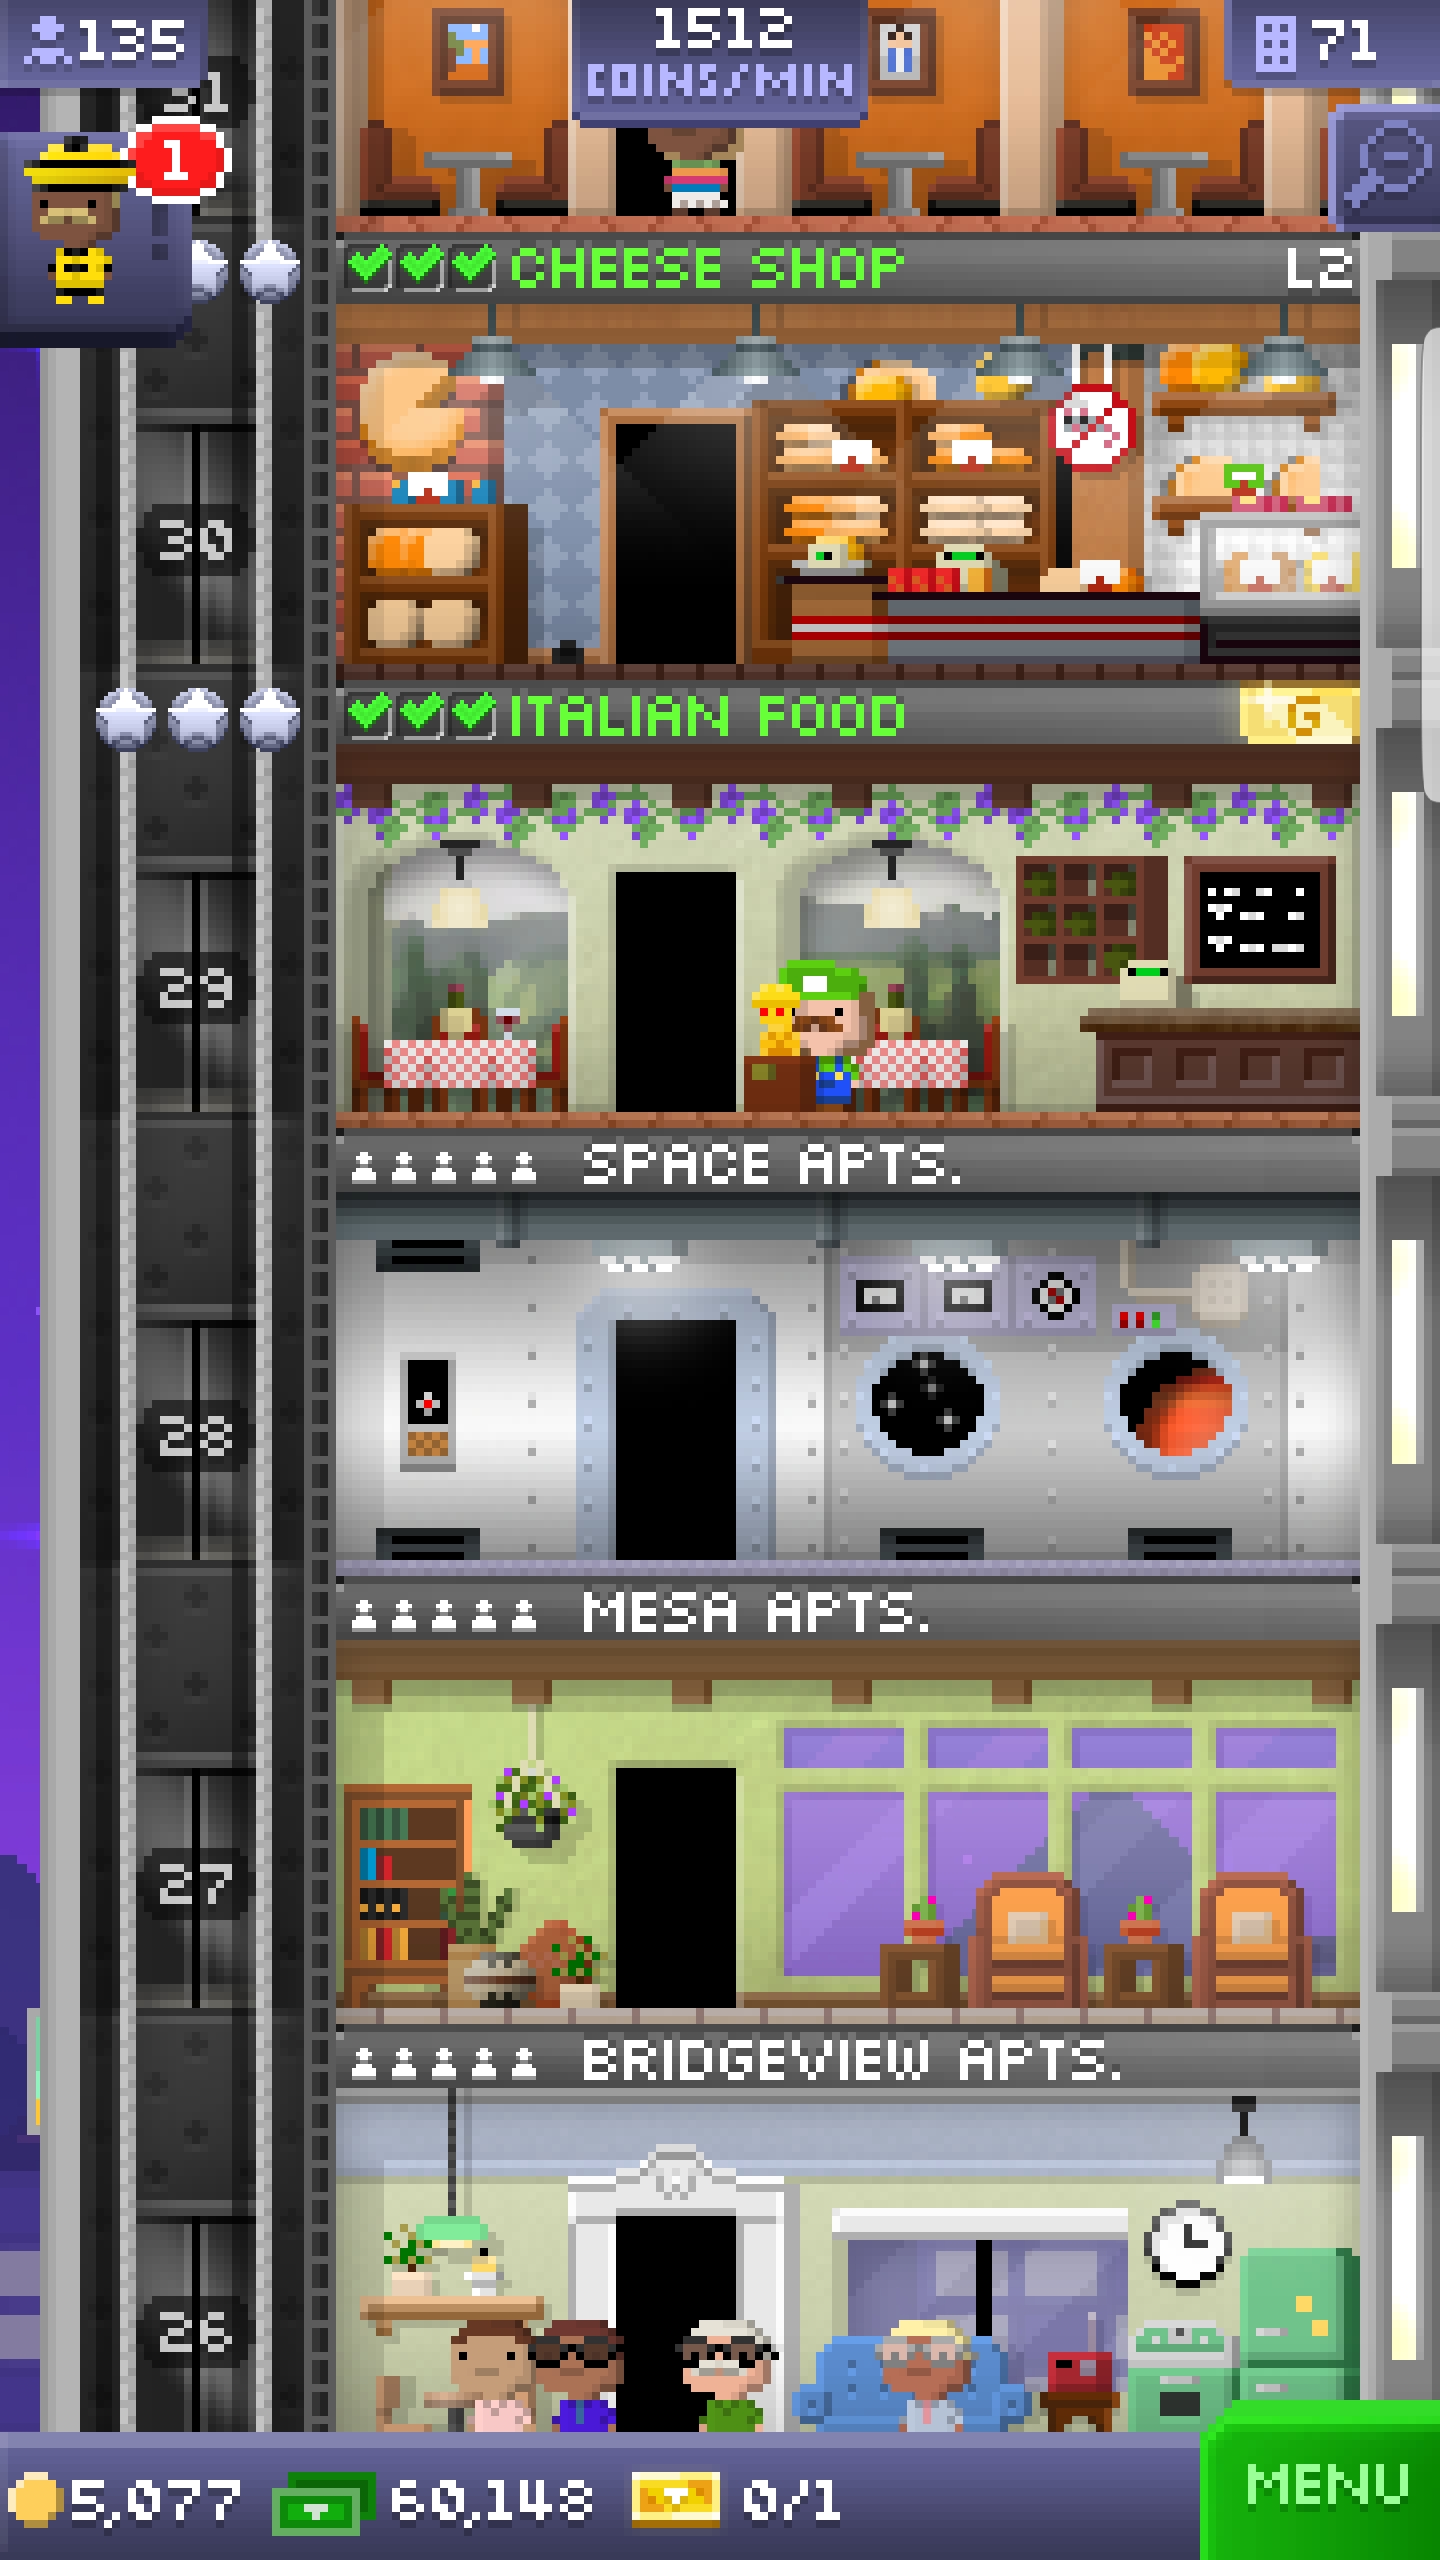 135
1512
COINS/MIN
71
31
1
CHEESE SHOP
L2
30
ITALIAN FOOD
G
29
SPACE APTS.
28
MESA APTS.
27
BRIDGEVIEW APTS.
26
5,077
60,148
0/1
MENU